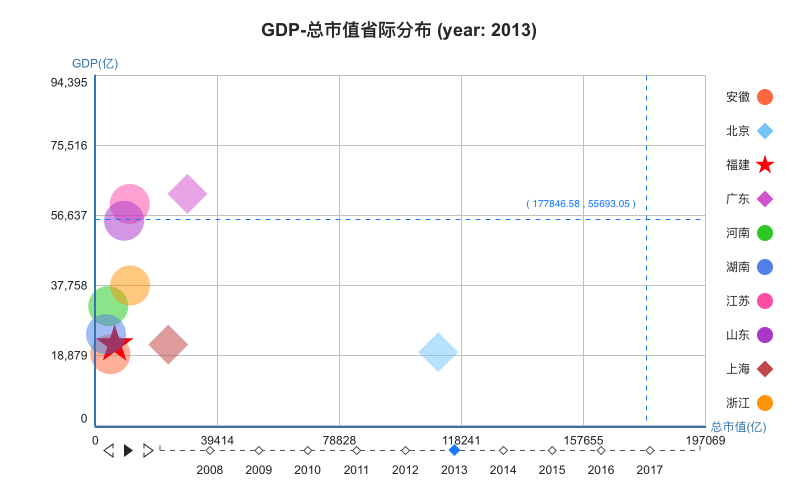 GDP-总市值省际分布 (year: 2013)
GDP(亿)
94,395
75,516
56,637
37,758
18,879
0
( 177846.58 , 55693.05 )
安徽
北京
福建
广东
河南
湖南
江苏
山东
上海
浙江
总市值(亿)
0 39414 78828 118241 157655 197069
2008 2009 2010 2011 2012 2013 2014 2015 2016 2017